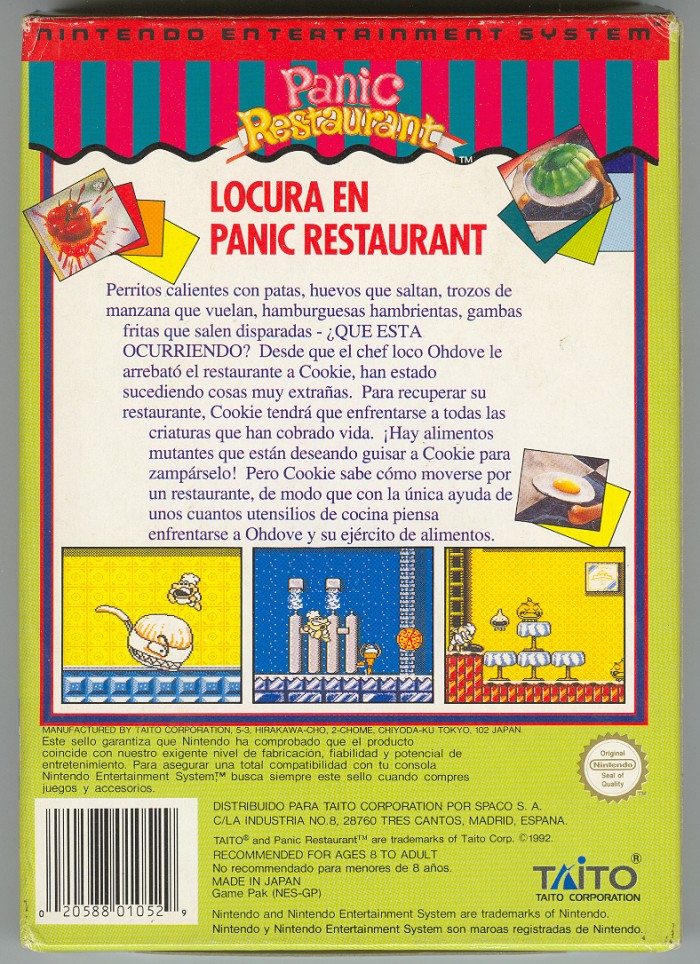 NINTENDO ENTERTAINMENT SYSTEM
Panic
Restaurant
TM
LOCURA EN
PANIC RESTAURANT
Perritos calientes con patas, huevos que saltan, trozos de
manzana que vuelan, hamburguesas hambrientas, gambas
fritas que salen disparadas - ¿QUE ESTA
OCURRIENDO? Desde que el chef loco Ohdove le
arrebató el restaurante a Cookie, han estado
sucediendo cosas muy extrañas. Para recuperar su
restaurante, Cookie tendrá que enfrentarse a todas las
criaturas que han cobrado vida. ¡Hay alimentos
mutantes que están deseando guisar a Cookie para
zampárselo! Pero Cookie sabe cómo moverse por
un restaurante, de modo que con la única ayuda de
unos cuantos utensilios de cocina piensa
enfrentarse a Ohdove y su ejército de alimentos.
MANUFACTURED BY TAITO CORPORATION, 5-3, HIRAKAWA-CHO, 2-CHOME, CHIYODA-KU TOKYO, 102 JAPAN
Este sello garantiza que Nintendo ha comprobado que el producto
coincide con nuestro exigente nivel de fabricación, fiabilidad y potencial de
entretenimiento. Para asegurar una total compatibilidad con tu consola
Nintendo Entertainment System,™ busca siempre este sello cuando compres
juegos y accesorios.
Original
Nintendo
Seal of
Quality
TM
DISTRIBUIDO PARA TAITO CORPORATION POR SPACO S. A.
C/LA INDUSTRIA NO.8, 28760 TRES CANTOS, MADRID, ESPANA.
TAITO® and Panic Restaurant™ are trademarks of Taito Corp. ©1992.
RECOMMENDED FOR AGES 8 TO ADULT
No recomendado para menores de 8 años.
MADE IN JAPAN
Game Pak (NES-GP)
TAITO®
TAITO CORPORATION
0 20588 01052 9
Nintendo and Nintendo Entertainment System are trademarks of Nintendo.
Nintendo y Nintendo Entertainment System son maroas registradas de Nintendo.